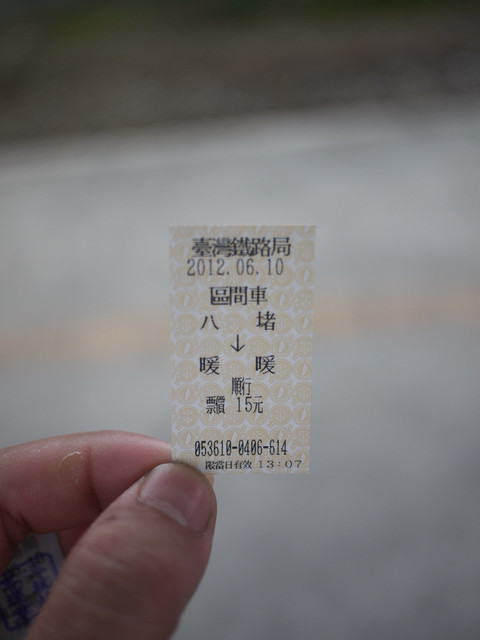 臺灣鐵路局
2012.06.10
區間車
八 堵
↓
暖 暖
順行
票價 15元
053610-0406-614
限當日有效 13:07